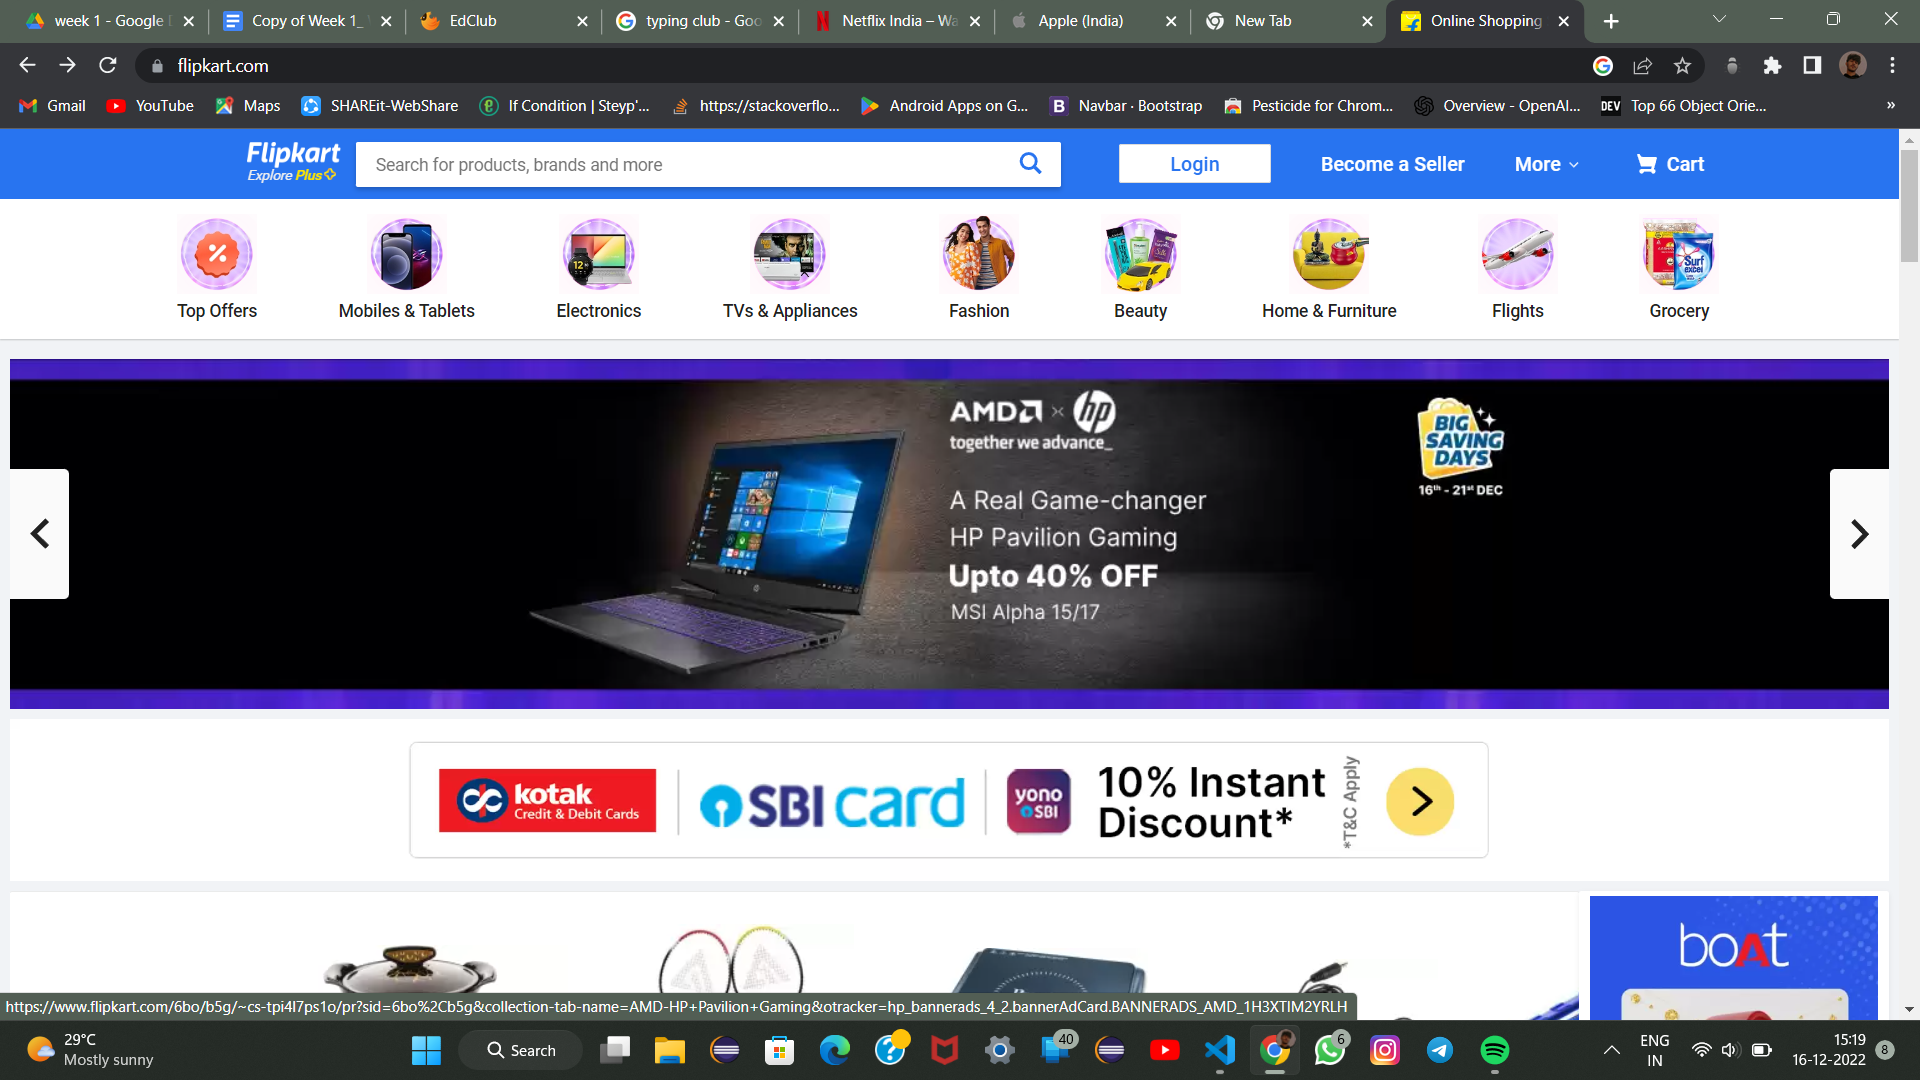 week 1 - Google D
Copy of Week 1_
EdClub
typing club - Goo
Netflix India – Wa
Apple (India)
New Tab
Online Shopping
flipkart.com
Gmail
YouTube
Maps
SHAREit-WebShare
If Condition | Steyp'...
https://stackoverflo...
Android Apps on G...
Navbar · Bootstrap
Pesticide for Chrom...
Overview - OpenAI...
DEV
Top 66 Object Orie...
»
Flipkart
Explore Plus
Search for products, brands and more
Login
Become a Seller
More
Cart
Top Offers
Mobiles & Tablets
Electronics
TVs & Appliances
Fashion
Beauty
Home & Furniture
Flights
Grocery
AMD × hp
together we advance_
A Real Game-changer
HP Pavilion Gaming
Upto 40% OFF
MSI Alpha 15/17
BIG
SAVING
DAYS
16th - 21st DEC
kotak
Credit & Debit Cards
SBI card
yono
SBI
10% Instant
Discount*
*T&C Apply
boAt
https://www.flipkart.com/6bo/b5g/~cs-tpi4l7ps1o/pr?sid=6bo%2Cb5g&collection-tab-name=AMD-HP+Pavilion+Gaming&otracker=hp_bannerads_4_2.bannerAdCard.BANNERADS_AMD_1H3XTIM2YRLH
29°C
Mostly sunny
Search
40
6
ENG
IN
15:19
16-12-2022
8